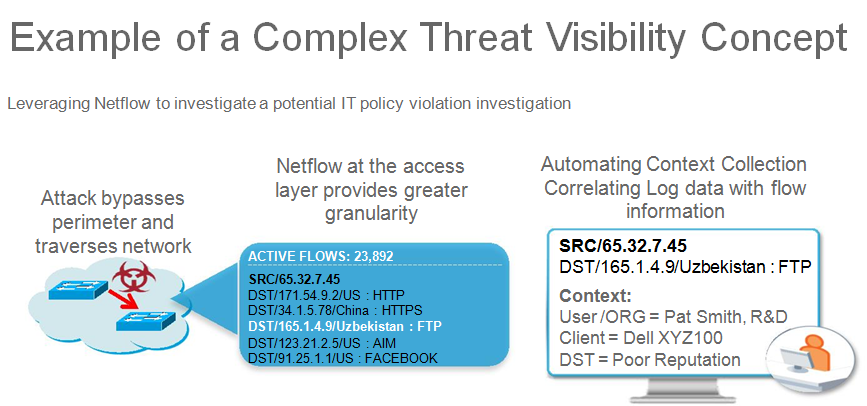 Example of a Complex Threat Visibility Concept
Leveraging Netflow to investigate a potential IT policy violation investigation
Attack bypasses
perimeter and
traverses network
Netflow at the access
layer provides greater
granularity
ACTIVE FLOWS: 23,892
SRC/65.32.7.45
DST/171.54.9.2/US : HTTP
DST/34.1.5.78/China : HTTPS
DST/165.1.4.9/Uzbekistan : FTP
DST/123.21.2.5/US : AIM
DST/91.25.1.1/US : FACEBOOK
Automating Context Collection
Correlating Log data with flow
information
SRC/65.32.7.45
DST/165.1.4.9/Uzbekistan : FTP
Context:
User /ORG = Pat Smith, R&D
Client = Dell XYZ100
DST = Poor Reputation